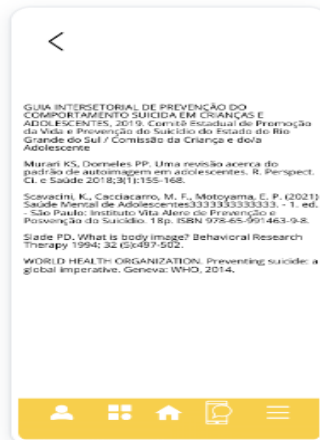 GUIA INTERSETORIAL DE PREVENÇÃO DO
COMPORTAMENTO SUICIDA EM CRIANÇAS E
ADOLESCENTES, 2019. Comitê Estadual de Promoção
da Vida e Prevenção do Suicídio do Estado do Rio
Grande do Sul / Comissão da Criança e do/a
Adolescente
Murari KS, Dorneles PP. Uma revisão acerca do
padrão de autoimagem em adolescentes. R. Perspect.
Ci. e Saúde 2018;3(1):155-168.
Scavacini, K., Cacciacarro, M. F., Motoyama, E. P. (2021)
Saúde Mental de Adolescentes3333333333333. - 1. ed.
- São Paulo: Instituto Vita Alere de Prevenção e
Posvenção do Suicídio. 18p. ISBN 978-65-991463-9-8.
Slade PD. What is body image? Behavioral Research
Therapy 1994; 32 (5):497-502.
WORLD HEALTH ORGANIZATION. Preventing suicide: a
global imperative. Geneva: WHO, 2014.